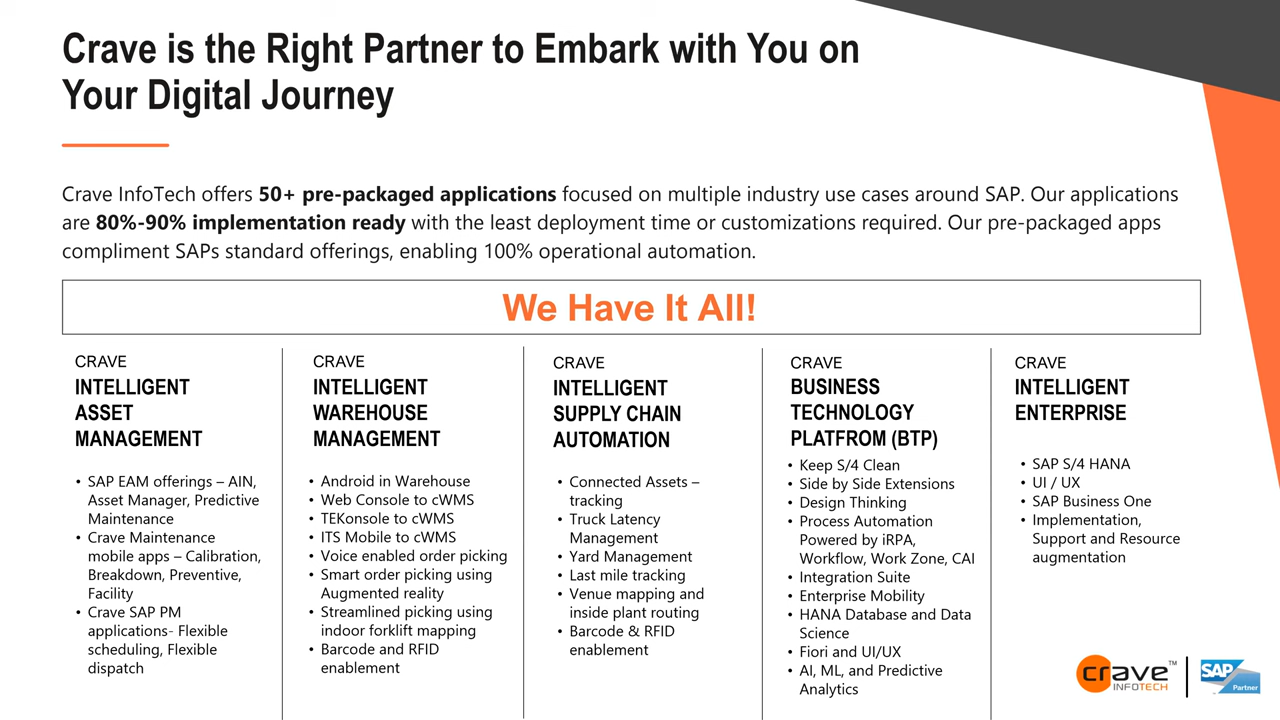 Crave is the Right Partner to Embark with You on
Your Digital Journey
Crave InfoTech offers 50+ pre-packaged applications focused on multiple industry use cases around SAP. Our applications
are 80%-90% implementation ready with the least deployment time or customizations required. Our pre-packaged apps
compliment SAPs standard offerings, enabling 100% operational automation.
We Have It All!
CRAVE
INTELLIGENT
ASSET
MANAGEMENT
• SAP EAM offerings – AIN,
Asset Manager, Predictive
Maintenance
• Crave Maintenance
mobile apps – Calibration,
Breakdown, Preventive,
Facility
• Crave SAP PM
applications- Flexible
scheduling, Flexible
dispatch
CRAVE
INTELLIGENT
WAREHOUSE
MANAGEMENT
• Android in Warehouse
• Web Console to cWMS
• TEKonsole to cWMS
• ITS Mobile to cWMS
• Voice enabled order picking
• Smart order picking using
Augmented reality
• Streamlined picking using
indoor forklift mapping
• Barcode and RFID
enablement
CRAVE
INTELLIGENT
SUPPLY CHAIN
AUTOMATION
• Connected Assets –
tracking
• Truck Latency
Management
• Yard Management
• Last mile tracking
• Venue mapping and
inside plant routing
• Barcode & RFID
enablement
CRAVE
BUSINESS
TECHNOLOGY
PLATFROM (BTP)
• Keep S/4 Clean
• Side by Side Extensions
• Design Thinking
• Process Automation
Powered by iRPA,
Workflow, Work Zone, CAI
• Integration Suite
• Enterprise Mobility
• HANA Database and Data
Science
• Fiori and UI/UX
• AI, ML, and Predictive
Analytics
CRAVE
INTELLIGENT
ENTERPRISE
• SAP S/4 HANA
• UI / UX
• SAP Business One
• Implementation,
Support and Resource
augmentation
crave™
INFOTECH
SAP
Partner